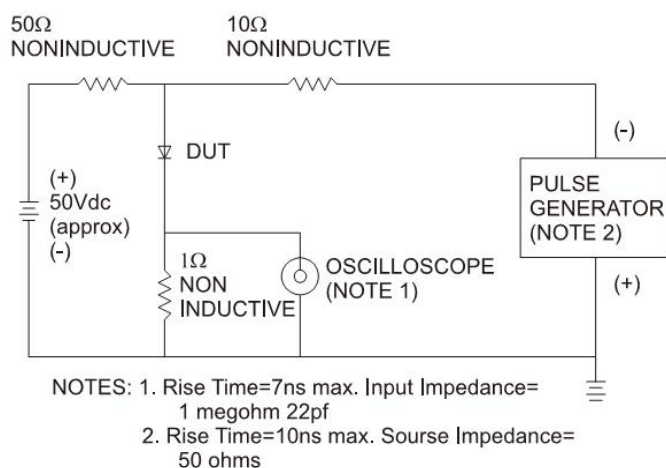 50Ω
NONINDUCTIVE
10Ω
NONINDUCTIVE
DUT
(+)
50Vdc
(approx)
(-)
1Ω
NON
INDUCTIVE
OSCILLOSCOPE
(NOTE 1)
(-)
PULSE
GENERATOR
(NOTE 2)
(+)
NOTES: 1. Rise Time=7ns max. Input Impedance=
1 megohm 22pf
2. Rise Time=10ns max. Sourse Impedance=
50 ohms